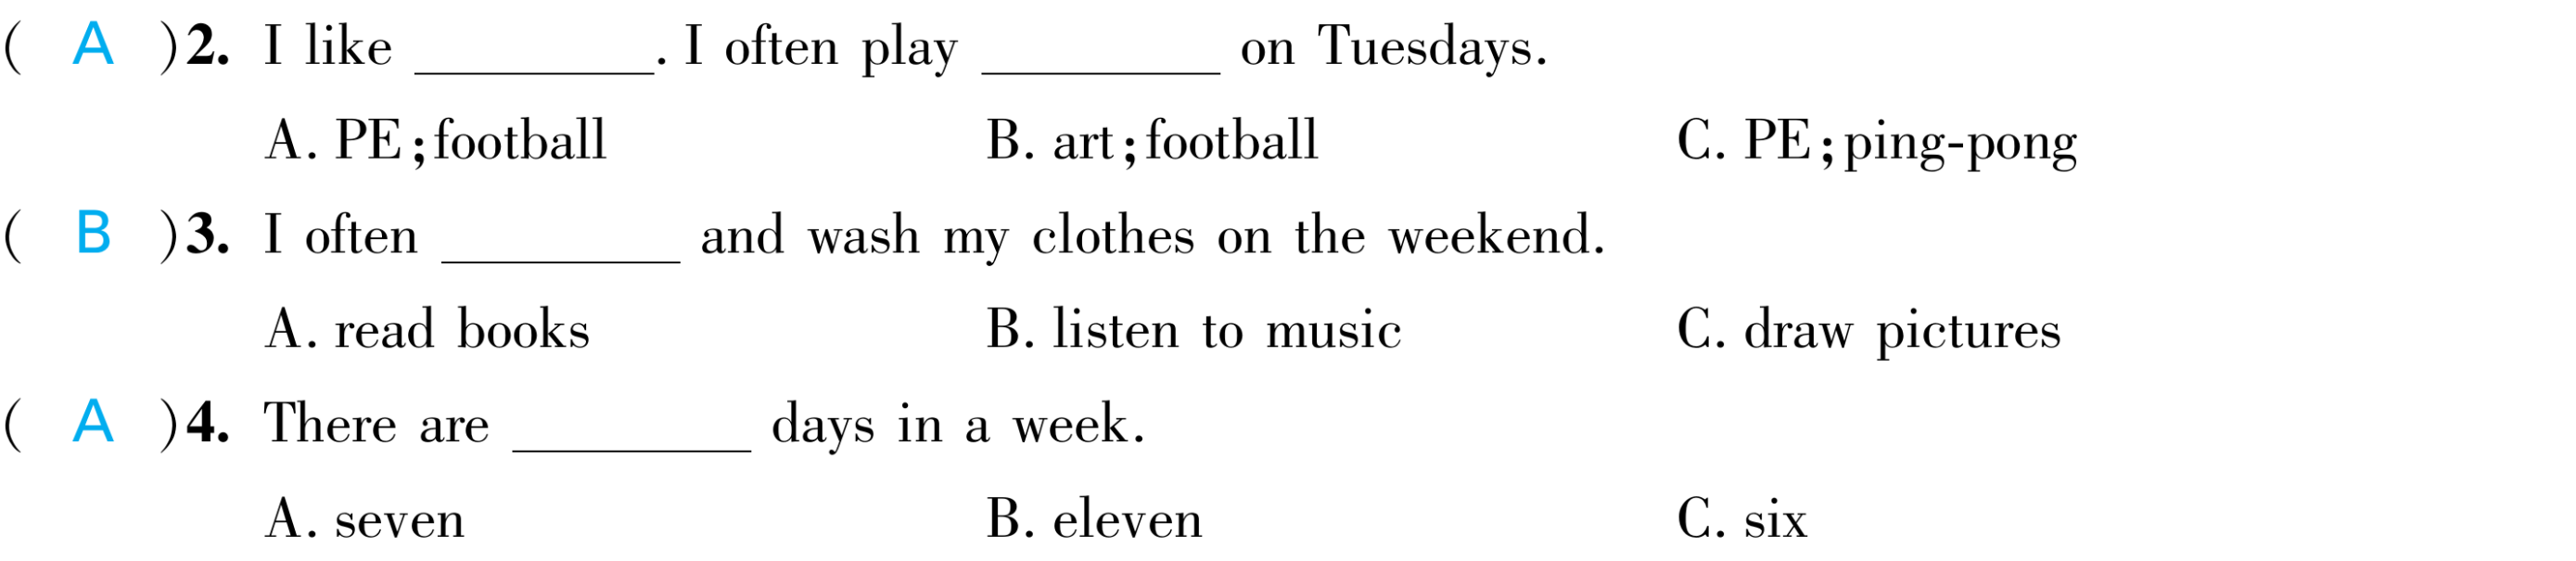 ( A )2. I like ________. I often play ________ on Tuesdays.
A. PE;football B. art;football C. PE;ping-pong
( B )3. I often ________ and wash my clothes on the weekend.
A. read books B. listen to music C. draw pictures
( A )4. There are ________ days in a week.
A. seven B. eleven C. six